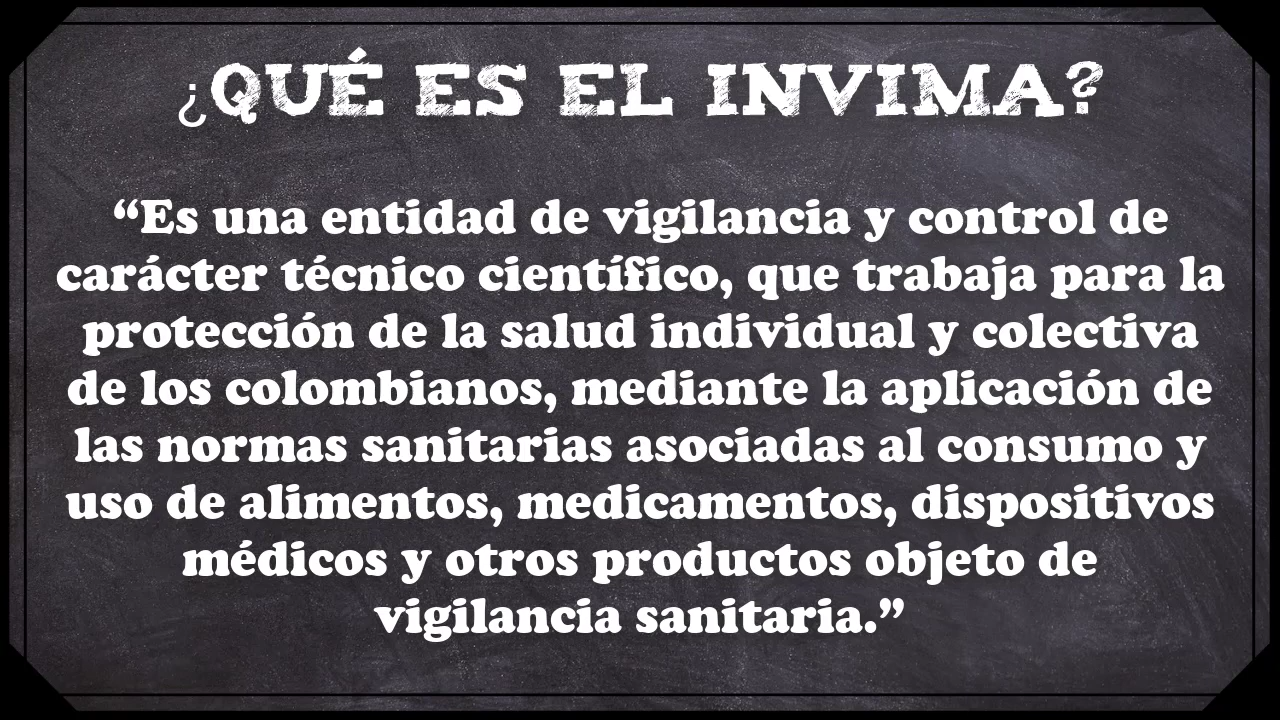 ¿QUÉ ES EL INVIMA?
“Es una entidad de vigilancia y control de
carácter técnico científico, que trabaja para la
protección de la salud individual y colectiva
de los colombianos, mediante la aplicación de
las normas sanitarias asociadas al consumo y
uso de alimentos, medicamentos, dispositivos
médicos y otros productos objeto de
vigilancia sanitaria.”